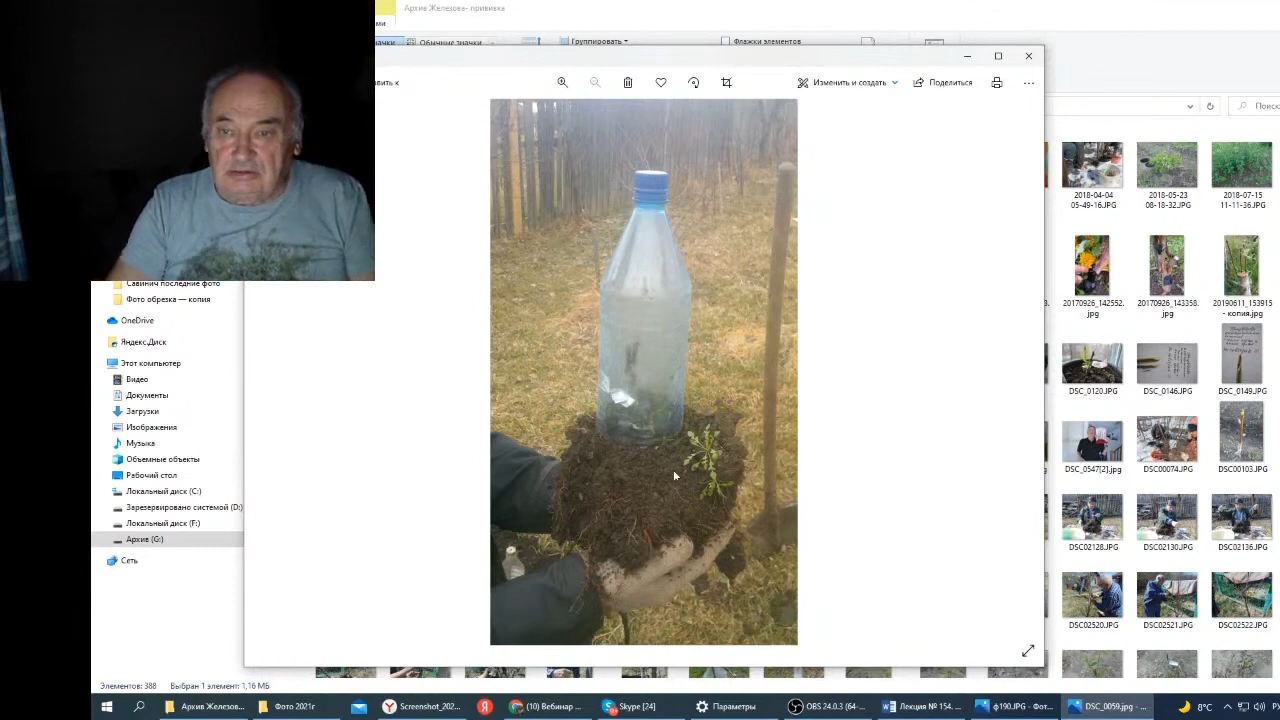 Архив Железова- прививка
ами
начки
Обычные значки
Группировать
Флажки элементов
вить к
Изменить и создать
Поделиться
Поиск
2018-04-04
05-49-16.JPG
2018-05-23
08-18-32.JPG
2018-07-15
11-11-36.JPG
20170926_142552.
jpg
20170926_143358.
jpg
20190611_153915
- копия.jpg
DSC_0120.JPG
DSC_0146.JPG
DSC_0149.JPG
DSC_0547[2].jpg
DSC00074.JPG
DSC00103.JPG
DSC02128.JPG
DSC02130.JPG
DSC02136.JPG
DSC02520.JPG
DSC02521.JPG
DSC02522.JPG
Савинич последние фото
Фото обрезка — копия
OneDrive
Яндекс.Диск
Этот компьютер
Видео
Документы
Загрузки
Изображения
Музыка
Объемные объекты
Рабочий стол
Локальный диск (C:)
Зарезервировано системой (D:)
Локальный диск (F:)
Архив (G:)
Сеть
Элементов: 388
Выбран 1 элемент: 1,16 МБ
Архив Железов...
Фото 2021г
Screenshot_202...
(10) Вебинар ...
Skype [24]
Параметры
OBS 24.0.3 (64-...
Лекция № 154. ...
ф190.JPG - Фот...
DSC_0059.jpg - ...
8°C